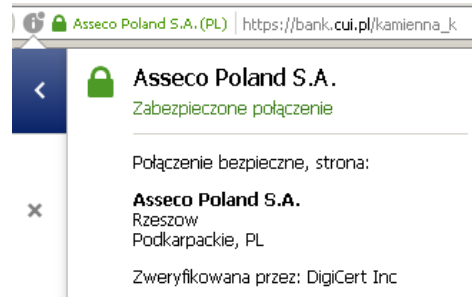 Asseco Poland S.A. (PL) https://bank.cui.pl/kamienna_k
Asseco Poland S.A.
Zabezpieczone połączenie
Połączenie bezpieczne, strona:
Asseco Poland S.A.
Rzeszow
Podkarpackie, PL
Zweryfikowana przez: DigiCert Inc